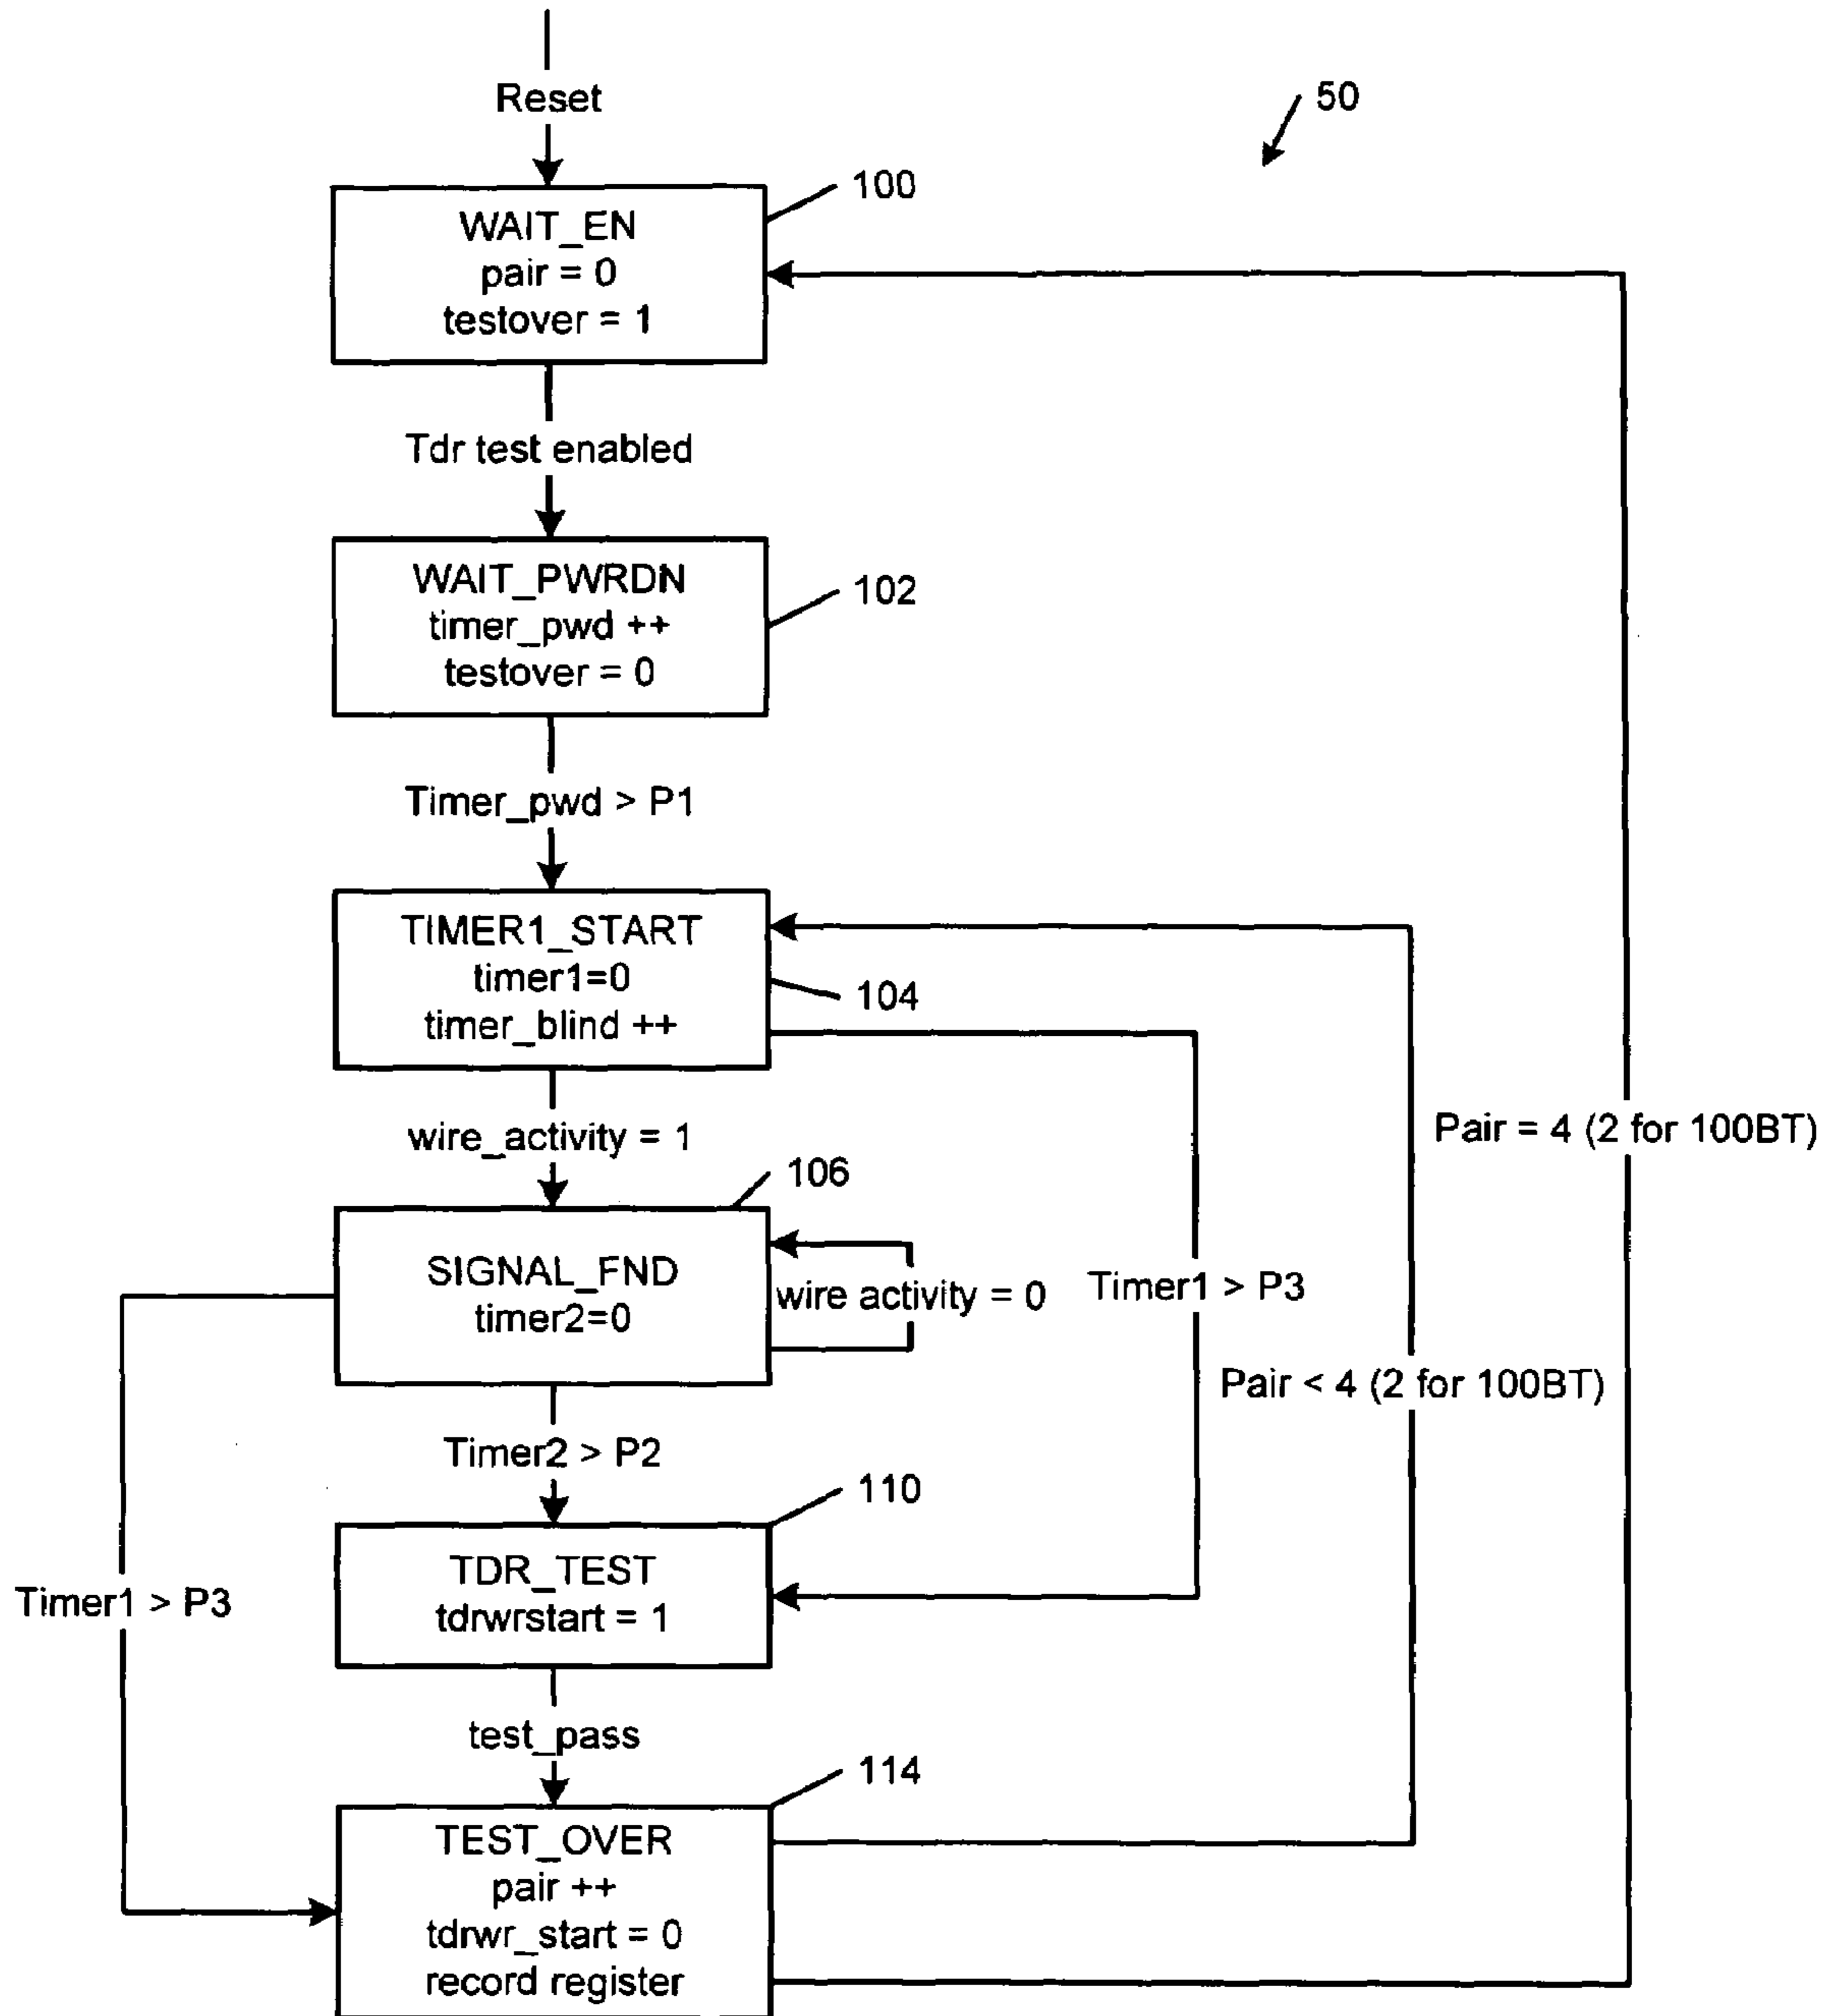 Reset
50
100
WAIT_EN
pair = 0
testover = 1
Tdr test enabled
102
WAIT_PWRDN
timer_pwd ++
testover = 0
Timer_pwd > P1
TIMER1_START
timer1=0
timer_blind ++
104
wire_activity = 1
Pair = 4 (2 for 100BT)
106
SIGNAL_FND
timer2=0
wire activity = 0
Timer1 > P3
Pair < 4 (2 for 100BT)
Timer2 > P2
110
TDR_TEST
tdrwrstart = 1
Timer1 > P3
test_pass
114
TEST_OVER
pair ++
tdrwr_start = 0
record register